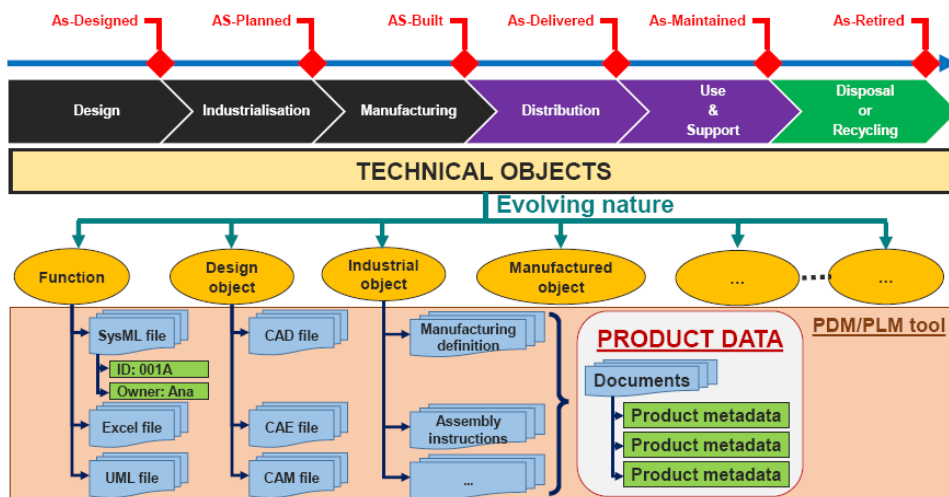 As-Designed
AS-Planned
AS-Built
As-Delivered
As-Maintained
As-Retired
Design
Industrialisation
Manufacturing
Distribution
Use
&
Support
Disposal
or
Recycling
TECHNICAL OBJECTS
Evolving nature
Function
Design
object
Industrial
object
Manufactured
object
...
...
PDM/PLM tool
SysML file
ID: 001A
Owner: Ana
Excel file
UML file
CAD file
CAE file
CAM file
Manufacturing
definition
Assembly
instructions
...
PRODUCT DATA
Documents
Product metadata
Product metadata
Product metadata